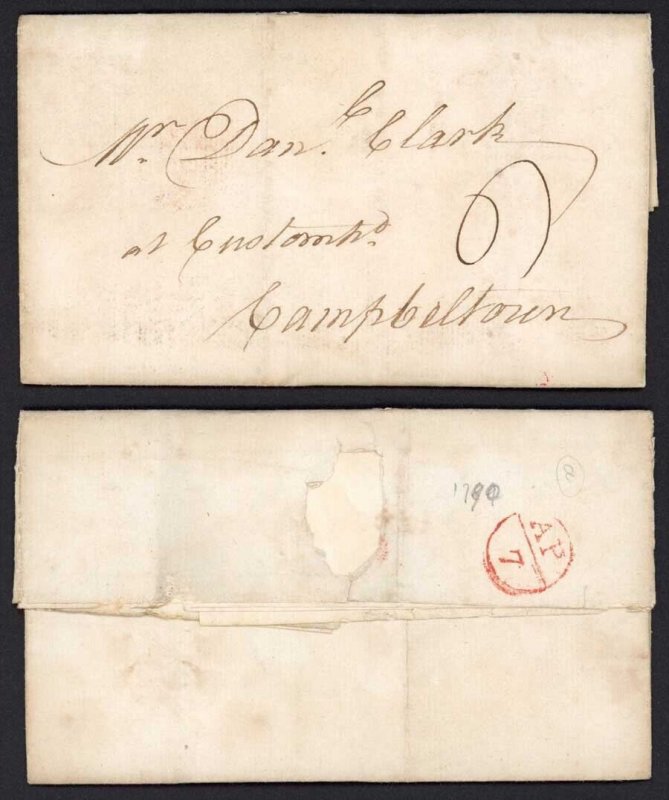 Mr. Danl. Clark
at Customho
Campbeltown
6
1790
a
AP
7